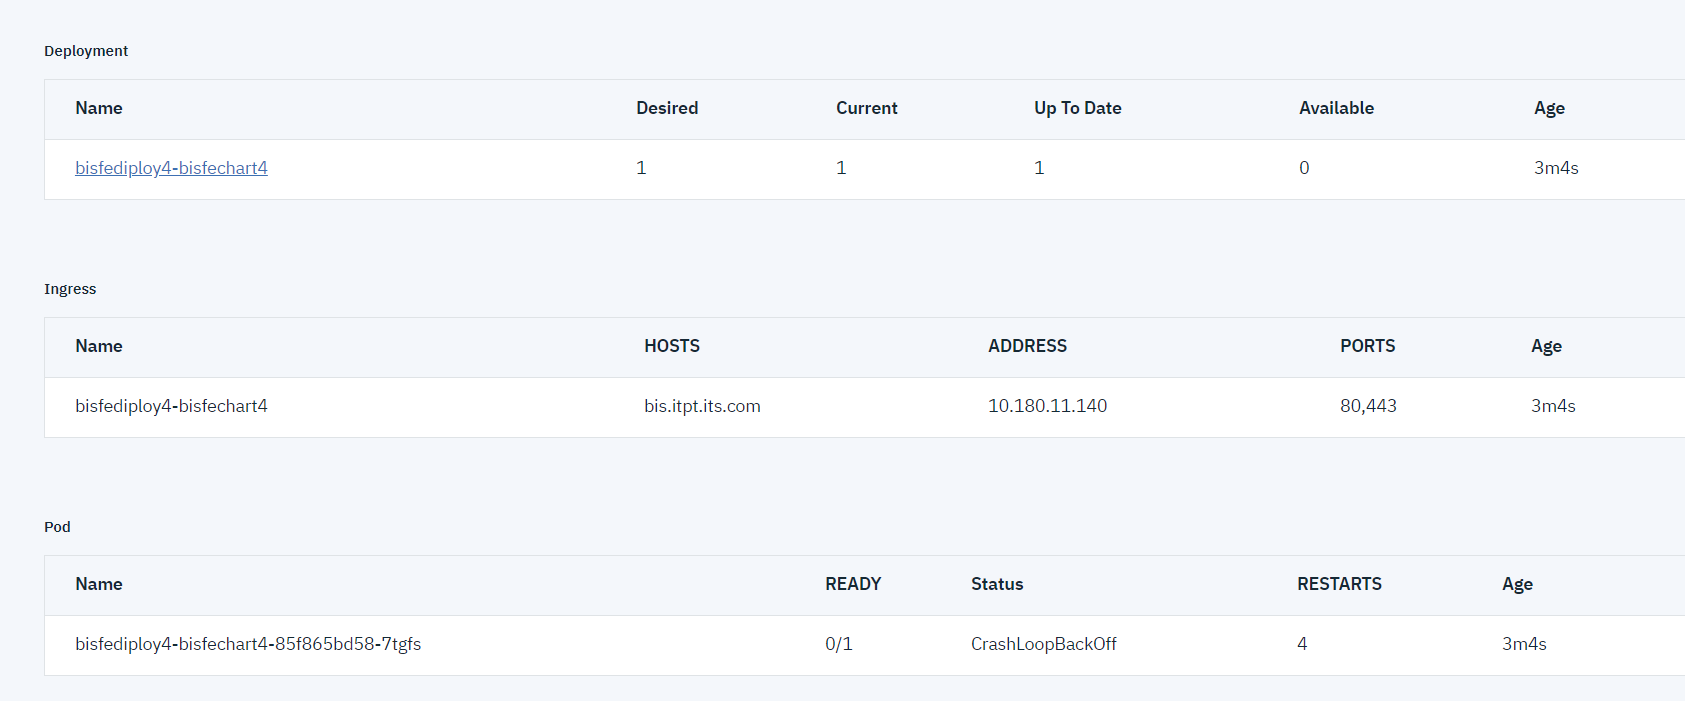 Deployment
Name Desired Current Up To Date Available Age
bisfediploy4-bisfechart4 1 1 1 0 3m4s
Ingress
Name HOSTS ADDRESS PORTS Age
bisfediploy4-bisfechart4 bis.itpt.its.com 10.180.11.140 80,443 3m4s
Pod
Name READY Status RESTARTS Age
bisfediploy4-bisfechart4-85f865bd58-7tgfs 0/1 CrashLoopBackOff 4 3m4s